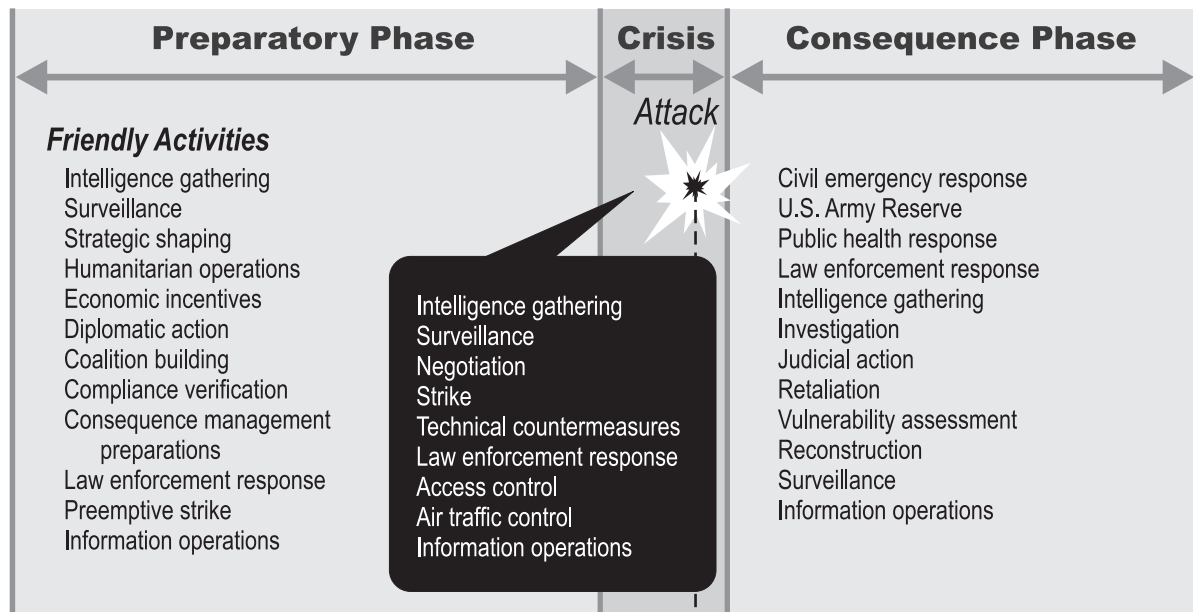 Preparatory Phase
Crisis
Consequence Phase
Attack
Friendly Activities
Intelligence gathering
Surveillance
Strategic shaping
Humanitarian operations
Economic incentives
Diplomatic action
Coalition building
Compliance verification
Consequence management
preparations
Law enforcement response
Preemptive strike
Information operations
Intelligence gathering
Surveillance
Negotiation
Strike
Technical countermeasures
Law enforcement response
Access control
Air traffic control
Information operations
Civil emergency response
U.S. Army Reserve
Public health response
Law enforcement response
Intelligence gathering
Investigation
Judicial action
Retaliation
Vulnerability assessment
Reconstruction
Surveillance
Information operations